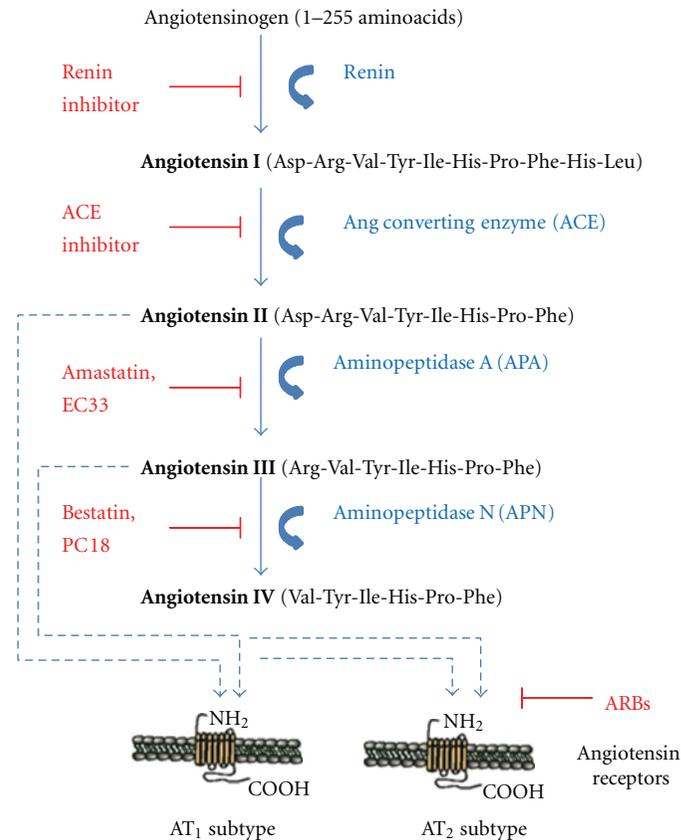 Angiotensinogen (1–255 aminoacids)
Renin
inhibitor
Renin
Angiotensin I (Asp-Arg-Val-Tyr-Ile-His-Pro-Phe-His-Leu)
ACE
inhibitor
Ang converting enzyme (ACE)
Angiotensin II (Asp-Arg-Val-Tyr-Ile-His-Pro-Phe)
Amastatin,
EC33
Aminopeptidase A (APA)
Angiotensin III (Arg-Val-Tyr-Ile-His-Pro-Phe)
Bestatin,
PC18
Aminopeptidase N (APN)
Angiotensin IV (Val-Tyr-Ile-His-Pro-Phe)
ARBs
NH2
NH2
Angiotensin
receptors
COOH
COOH
AT1 subtype
AT2 subtype